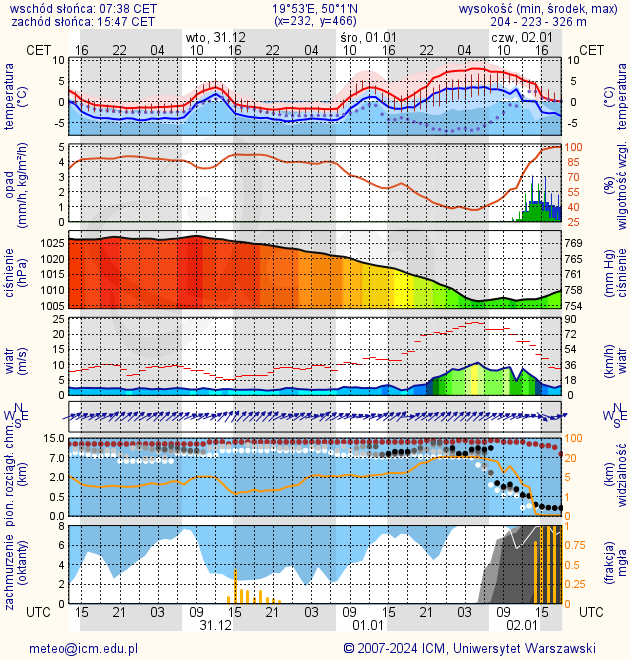 wschód słońca: 07:38 CET 19°53'E, 50°1'N wysokość (min, środek, max)
zachód słońca: 15:47 CET (x=232, y=466) 204 - 223 - 326 m
wto, 31.12 śro, 01.01 czw, 02.01
CET 16 22 04 10 16 22 04 10 16 22 04 10 16 CET
temperatura (°C) 10 5 0 -5 10 5 0 -5 temperatura (°C)
opad (mm/h, kg/m²/h) 5 4 3 2 1 0 100 85 70 55 40 25 (%) wilgotność wzgl.
ciśnienie (hPa) 1025 1020 1015 1010 1005 769 765 761 758 754 (mm Hg) ciśnienie
wiatr (m/s) 25 20 15 10 5 0 90 72 54 36 18 0 (km/h) wiatr
N W E S N W E S
pion. rozciągł. chm. (km) 15.0 7.0 2.0 0.5 0.0 100 20 5 1 0 (km) widzialność
zachmurzenie (oktanty) 8 6 4 2 0 1 0.75 0.5 0.25 0 (frakcja) mgła
UTC 15 21 03 09 15 21 03 09 15 21 03 09 15 UTC
31.12 01.01 02.01
meteo@icm.edu.pl © 2007-2024 ICM, Uniwersytet Warszawski